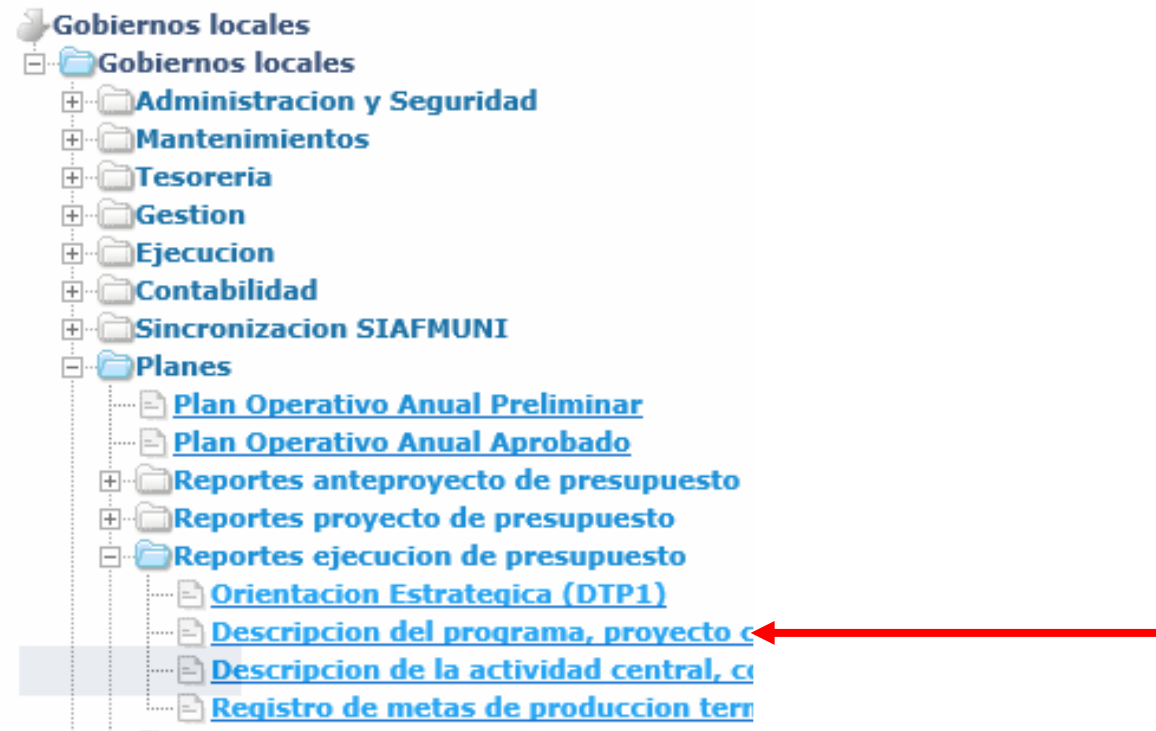 Gobiernos locales
Gobiernos locales
Administracion y Seguridad
Mantenimientos
Tesoreria
Gestion
Ejecucion
Contabilidad
Sincronizacion SIAFMUNI
Planes
Plan Operativo Anual Preliminar
Plan Operativo Anual Aprobado
Reportes anteproyecto de presupuesto
Reportes proyecto de presupuesto
Reportes ejecucion de presupuesto
Orientacion Estrategica (DTP1)
Descripcion del programa, proyecto
Descripcion de la actividad central,
Registro de metas de produccion